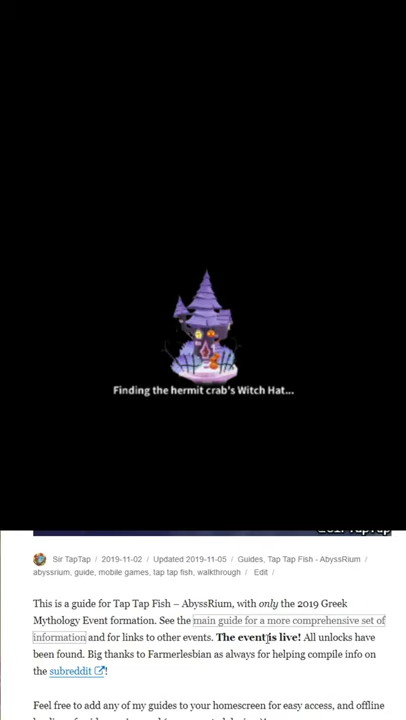 Finding the hermit crab's Witch Hat...
Sir TapTap / 2019-11-02 / Updated 2019-11-05 / Guides, Tap Tap Fish - AbyssRium /
abyssrium, guide, mobile games, tap tap fish, walkthrough / Edit /
This is a guide for Tap Tap Fish – AbyssRium, with only the 2019 Greek
Mythology Event formation. See the main guide for a more comprehensive set of
information and for links to other events. The event is live! All unlocks have
been found. Big thanks to Farmerlesbian as always for helping compile info on
the subreddit!
Feel free to add any of my guides to your homescreen for easy access, and offline